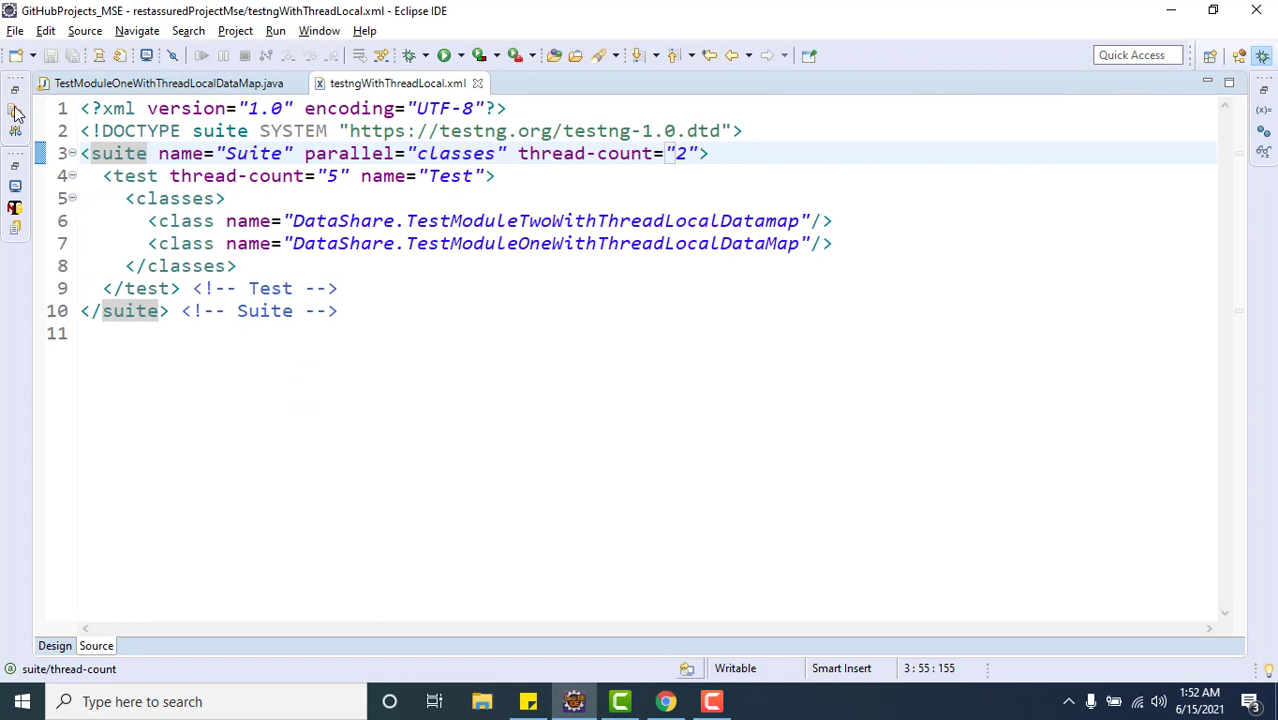 GitHubProjects_MSE - restassuredProjectMse/testngWithThreadLocal.xml - Eclipse IDE
File Edit Source Navigate Search Project Run Window Help
Quick Access
TestModuleOneWithThreadLocalDataMap.java testngWithThreadLocal.xml
1 <?xml version="1.0" encoding="UTF-8"?>
2 <!DOCTYPE suite SYSTEM "https://testng.org/testng-1.0.dtd">
3 <suite name="Suite" parallel="classes" thread-count="2">
4 <test thread-count="5" name="Test">
5 <classes>
6 <class name="DataShare.TestModuleTwoWithThreadLocalDatamap"/>
7 <class name="DataShare.TestModuleOneWithThreadLocalDataMap"/>
8 </classes>
9 </test> <!-- Test -->
10 </suite> <!-- Suite -->
11
Design Source
suite/thread-count Writable Smart Insert 3 : 55 : 155
Type here to search
1:52 AM
6/15/2021
3